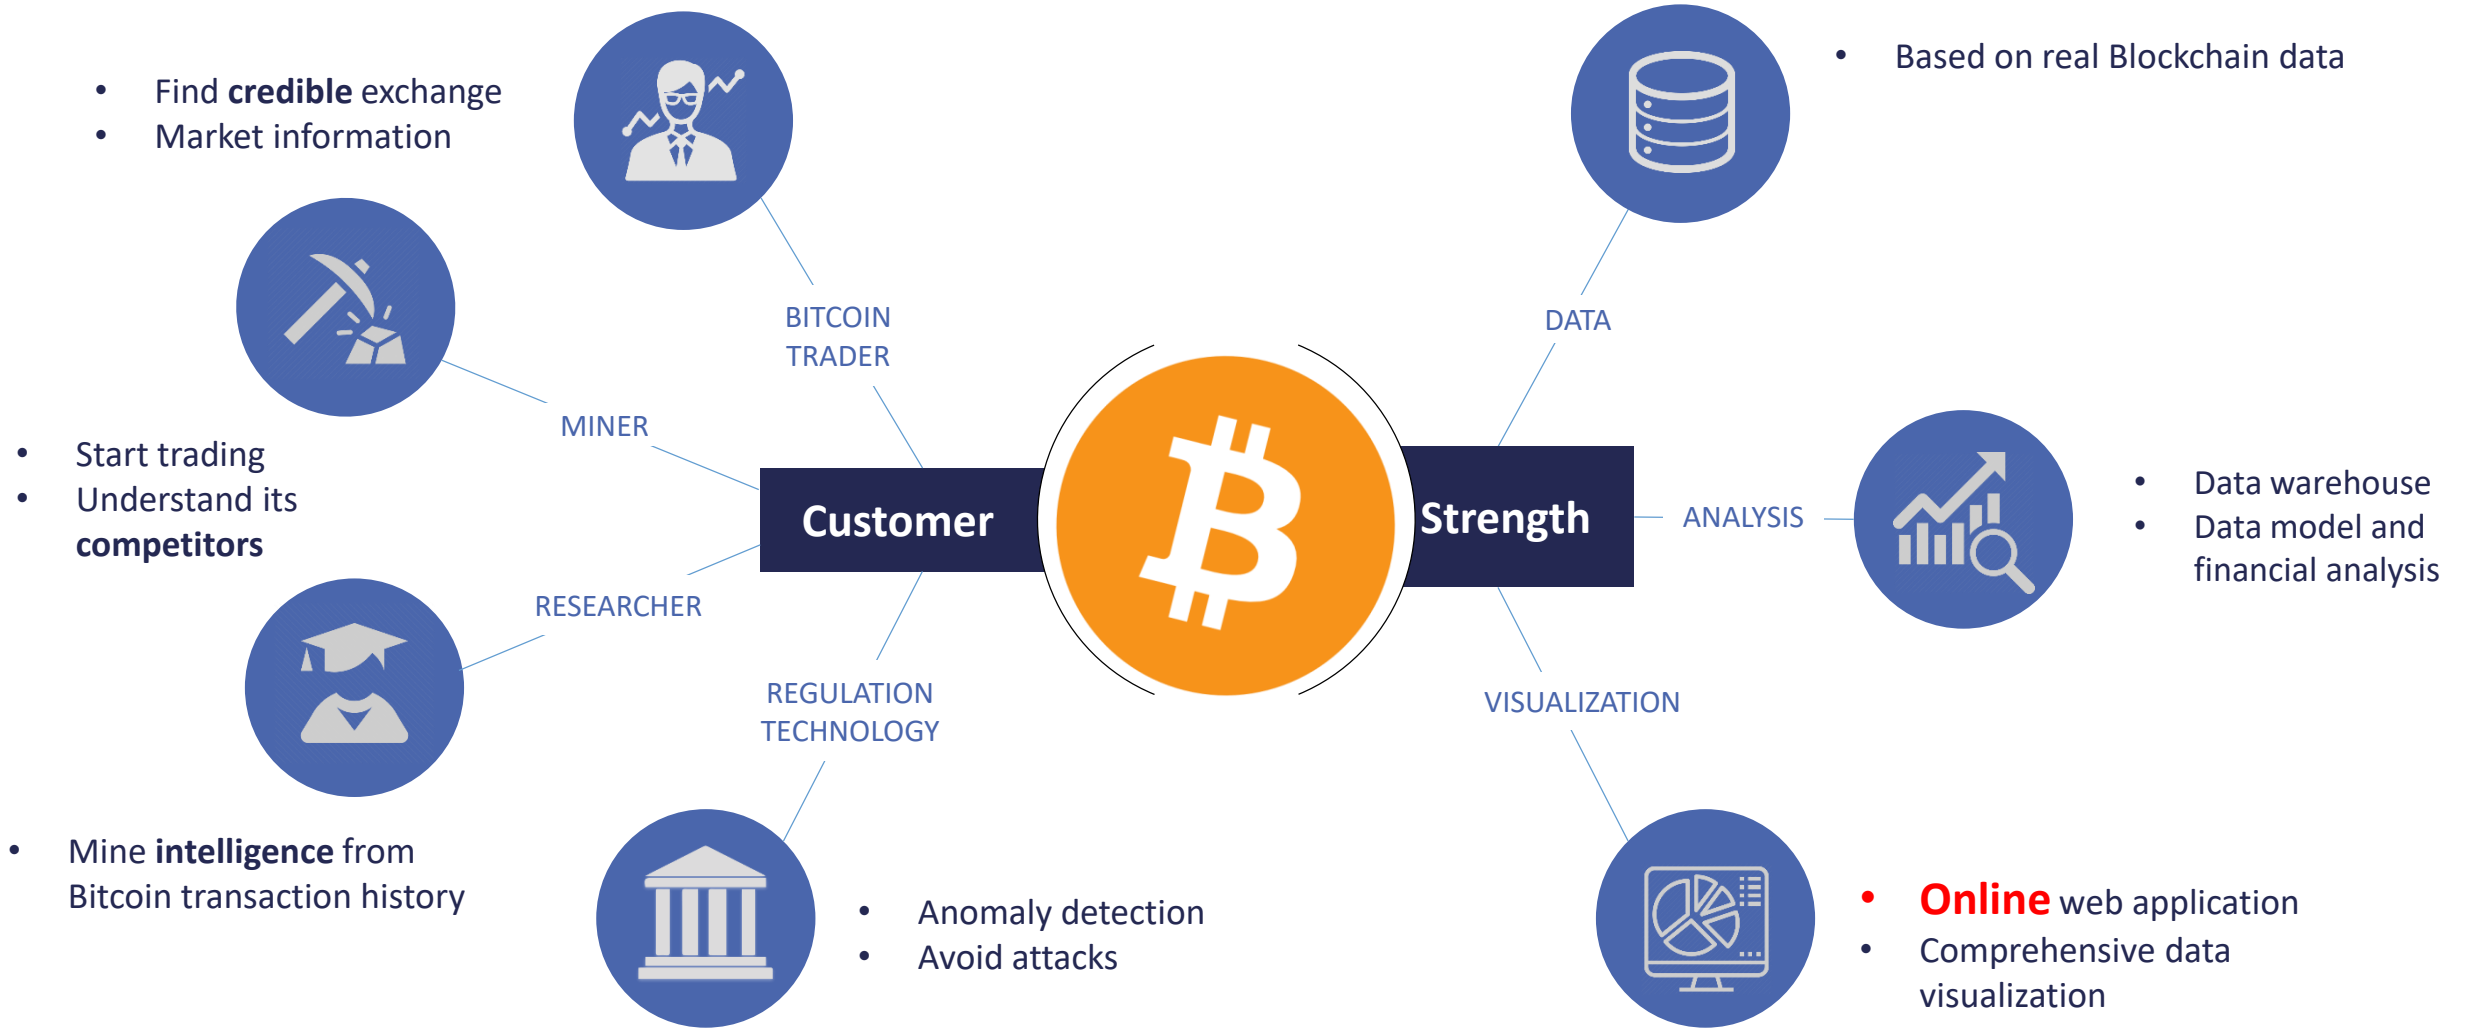 • Find credible exchange
• Market information
BITCOIN
TRADER
MINER
• Start trading
• Understand its
competitors
Customer
RESEARCHER
• Mine intelligence from
Bitcoin transaction history
REGULATION
TECHNOLOGY
• Anomaly detection
• Avoid attacks
• Based on real Blockchain data
DATA
Strength
ANALYSIS
• Data warehouse
• Data model and
financial analysis
VISUALIZATION
• Online web application
• Comprehensive data
visualization